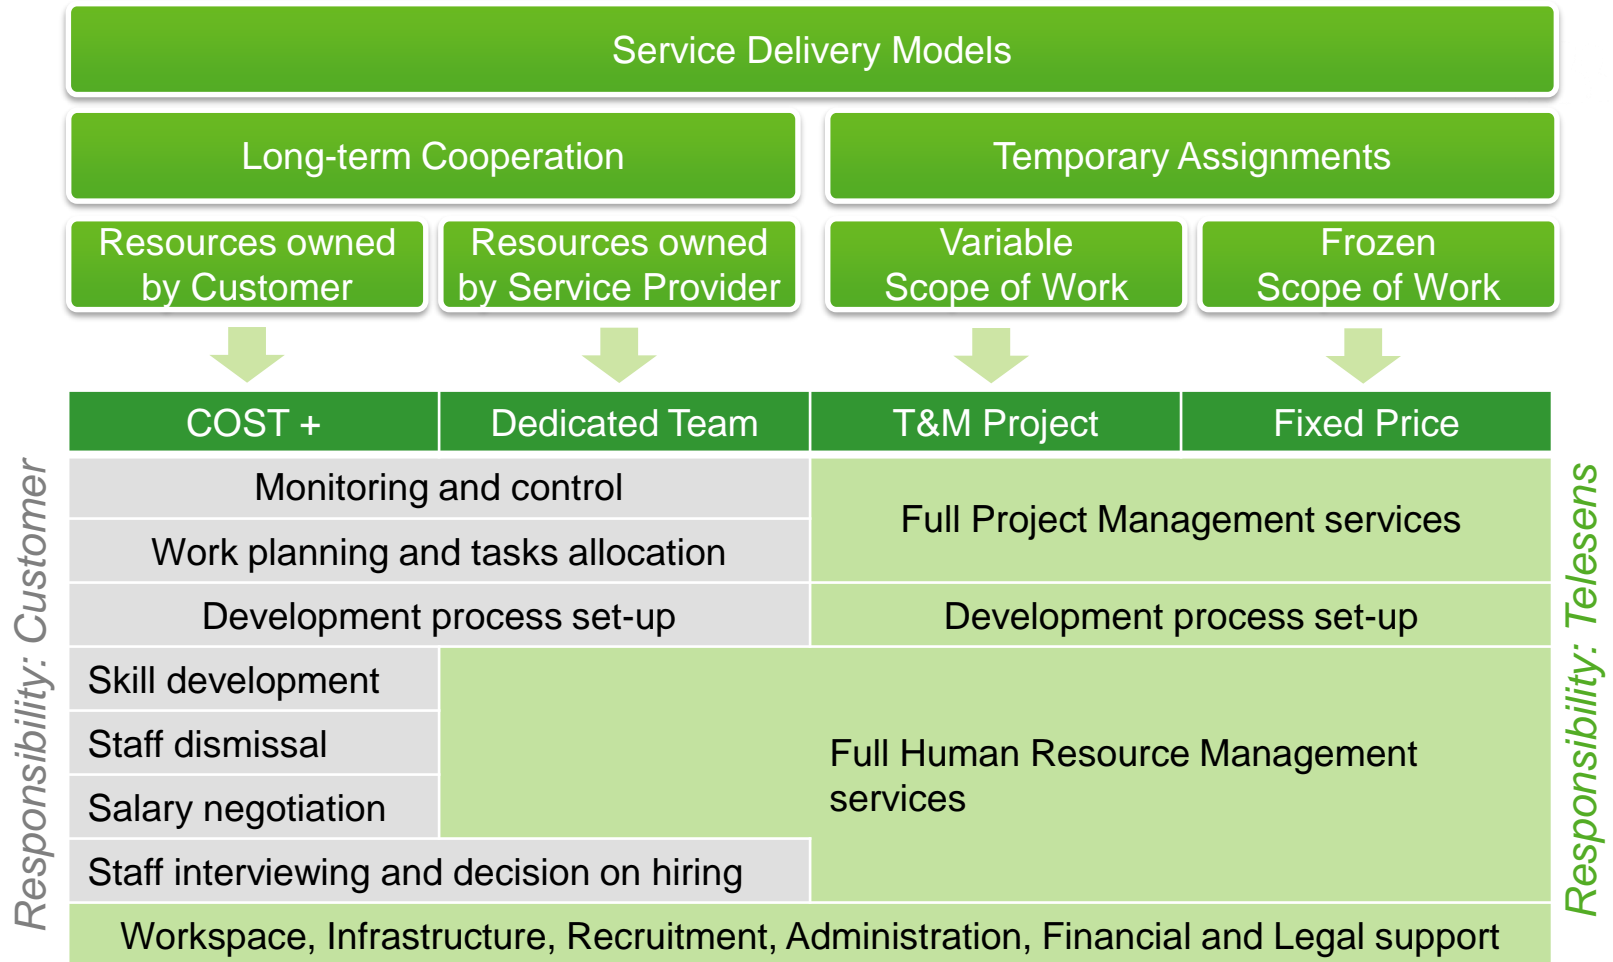 Service Delivery Models
Long-term Cooperation
Temporary Assignments
Resources owned
by Customer
Resources owned
by Service Provider
Variable
Scope of Work
Frozen
Scope of Work
COST +
Dedicated Team
T&M Project
Fixed Price
Responsibility: Customer
Monitoring and control
Work planning and tasks allocation
Full Project Management services
Development process set-up
Development process set-up
Skill development
Staff dismissal
Salary negotiation
Full Human Resource Management
services
Staff interviewing and decision on hiring
Workspace, Infrastructure, Recruitment, Administration, Financial and Legal support
Responsibility: Telesens